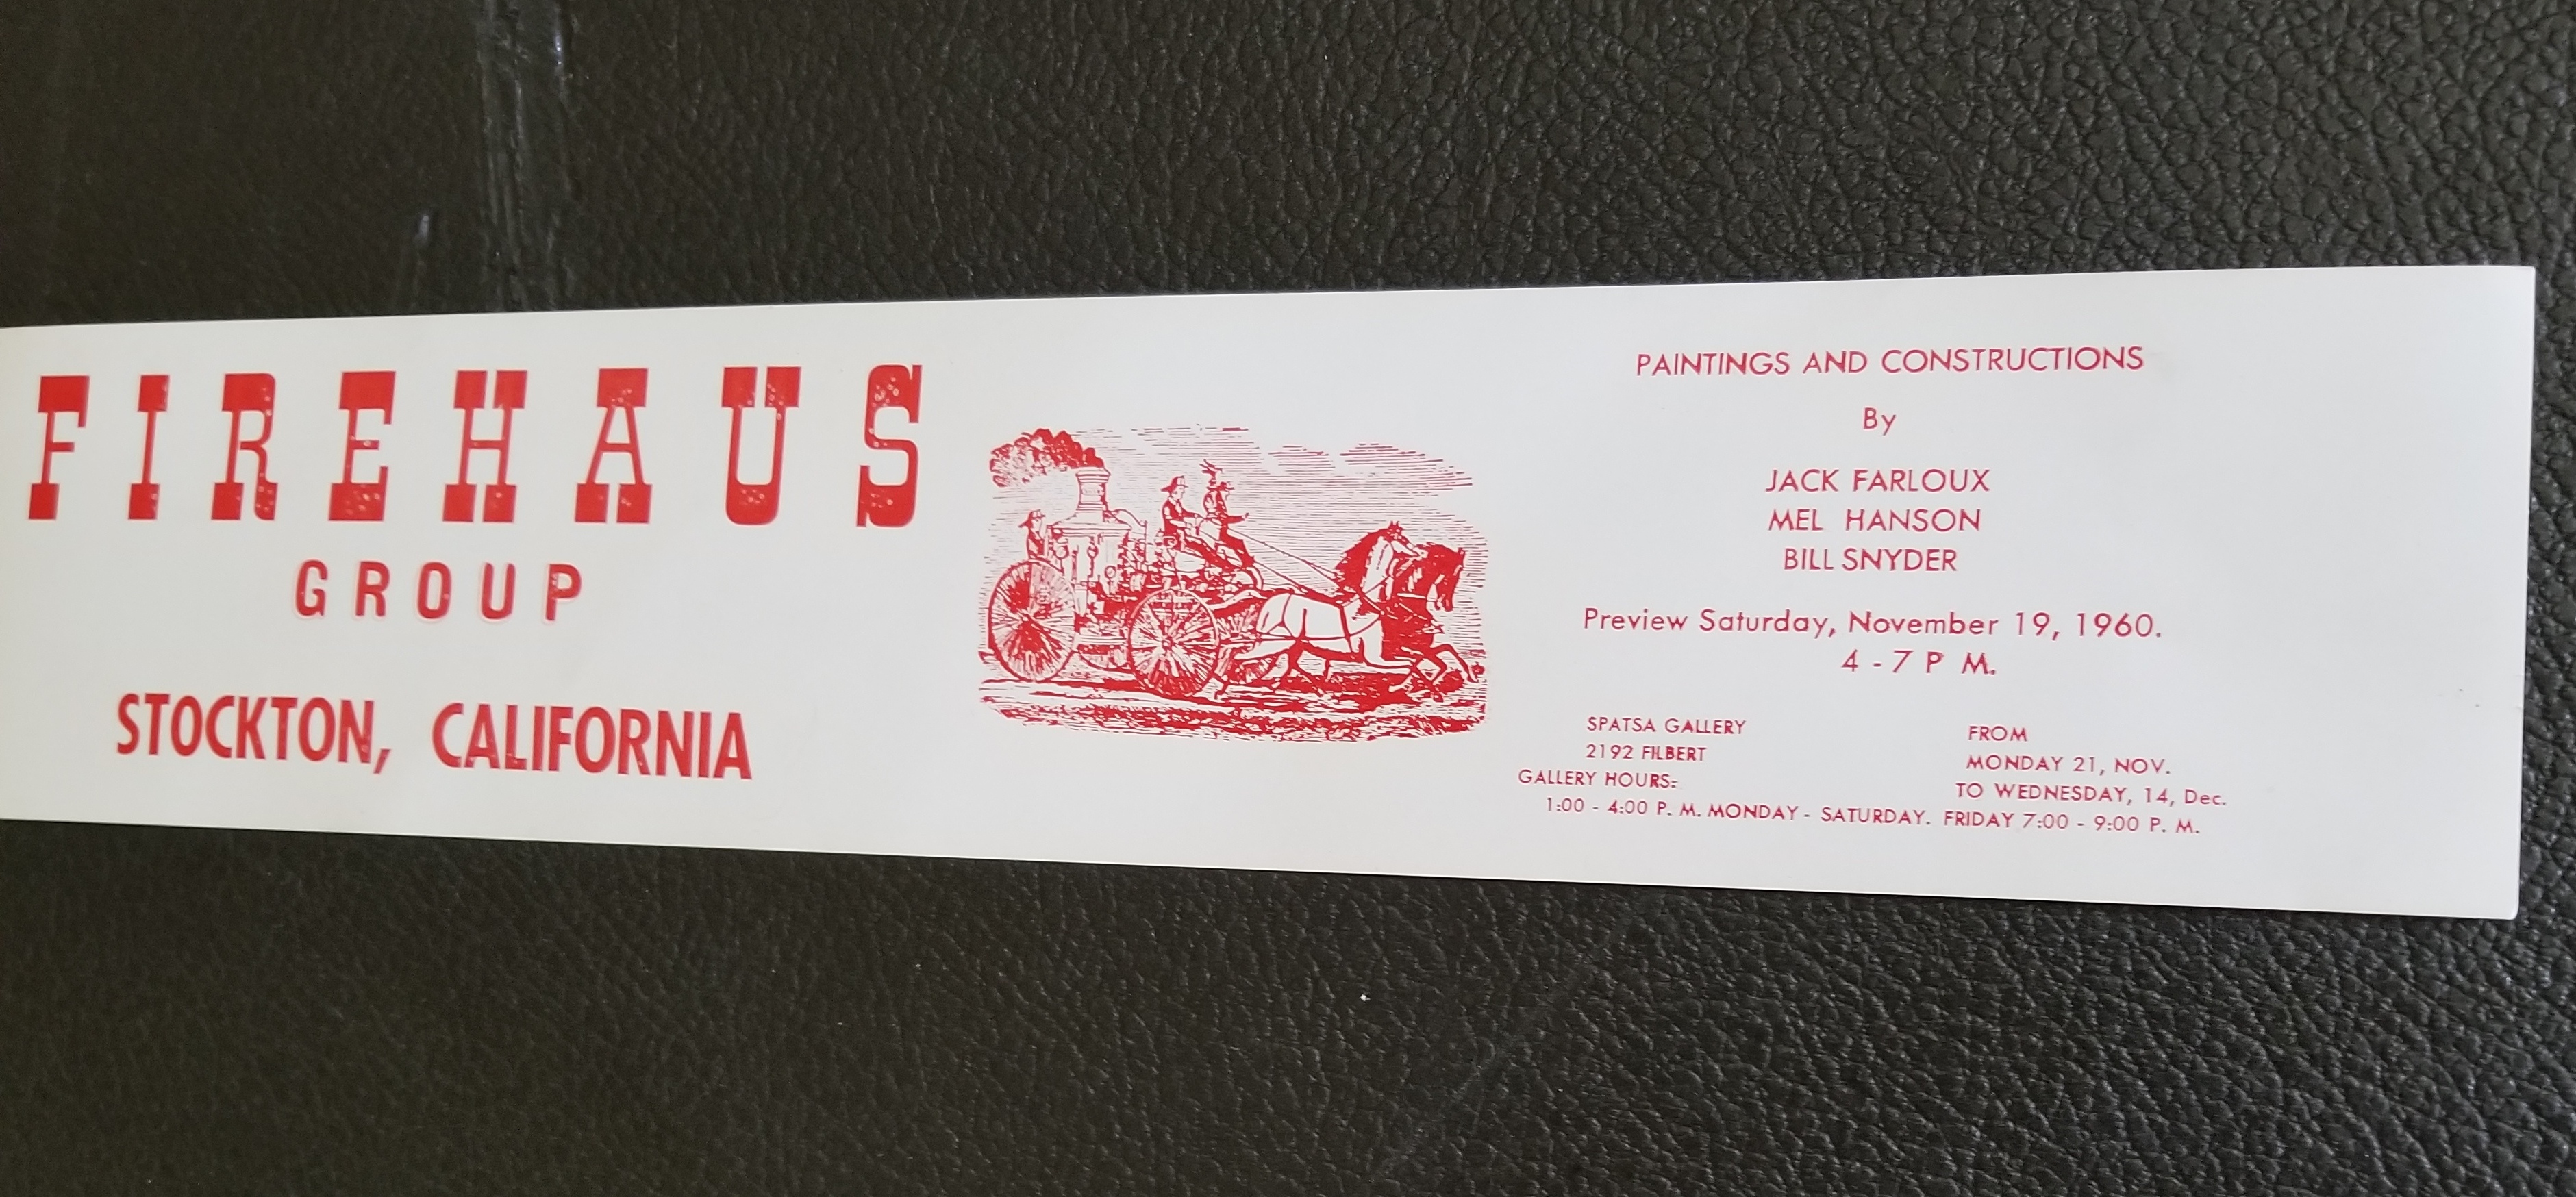 FIREHAUS
GROUP
STOCKTON, CALIFORNIA
PAINTINGS AND CONSTRUCTIONS
By
JACK FARLOUX
MEL HANSON
BILL SNYDER
Preview Saturday, November 19, 1960.
4 - 7 P M.
SPATSA GALLERY
2192 FILBERT
GALLERY HOURS:
FROM
MONDAY 21, NOV.
TO WEDNESDAY, 14, Dec.
1:00 - 4:00 P. M. MONDAY - SATURDAY. FRIDAY 7:00 - 9:00 P. M.